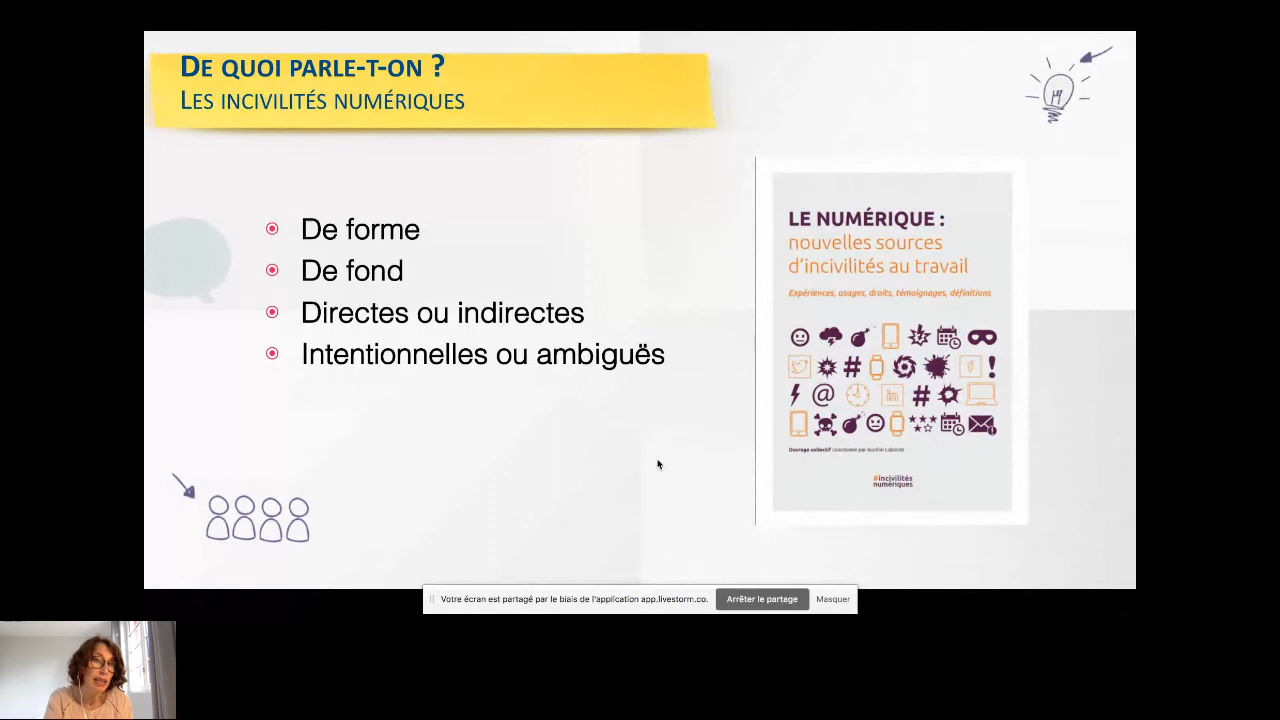 DE QUOI PARLE-T-ON ?
LES INCIVILITÉS NUMÉRIQUES
De forme
De fond
Directes ou indirectes
Intentionnelles ou ambiguës
LE NUMÉRIQUE :
nouvelles sources
d'incivilités au travail
Expériences, usages, droits, témoignages, définitions
Ouvrage collectif coordonné par Aurélie Laborde
#incivilités
numériques
Votre écran est partagé par le biais de l'application app.livestorm.co.
Arrêter le partage
Masquer